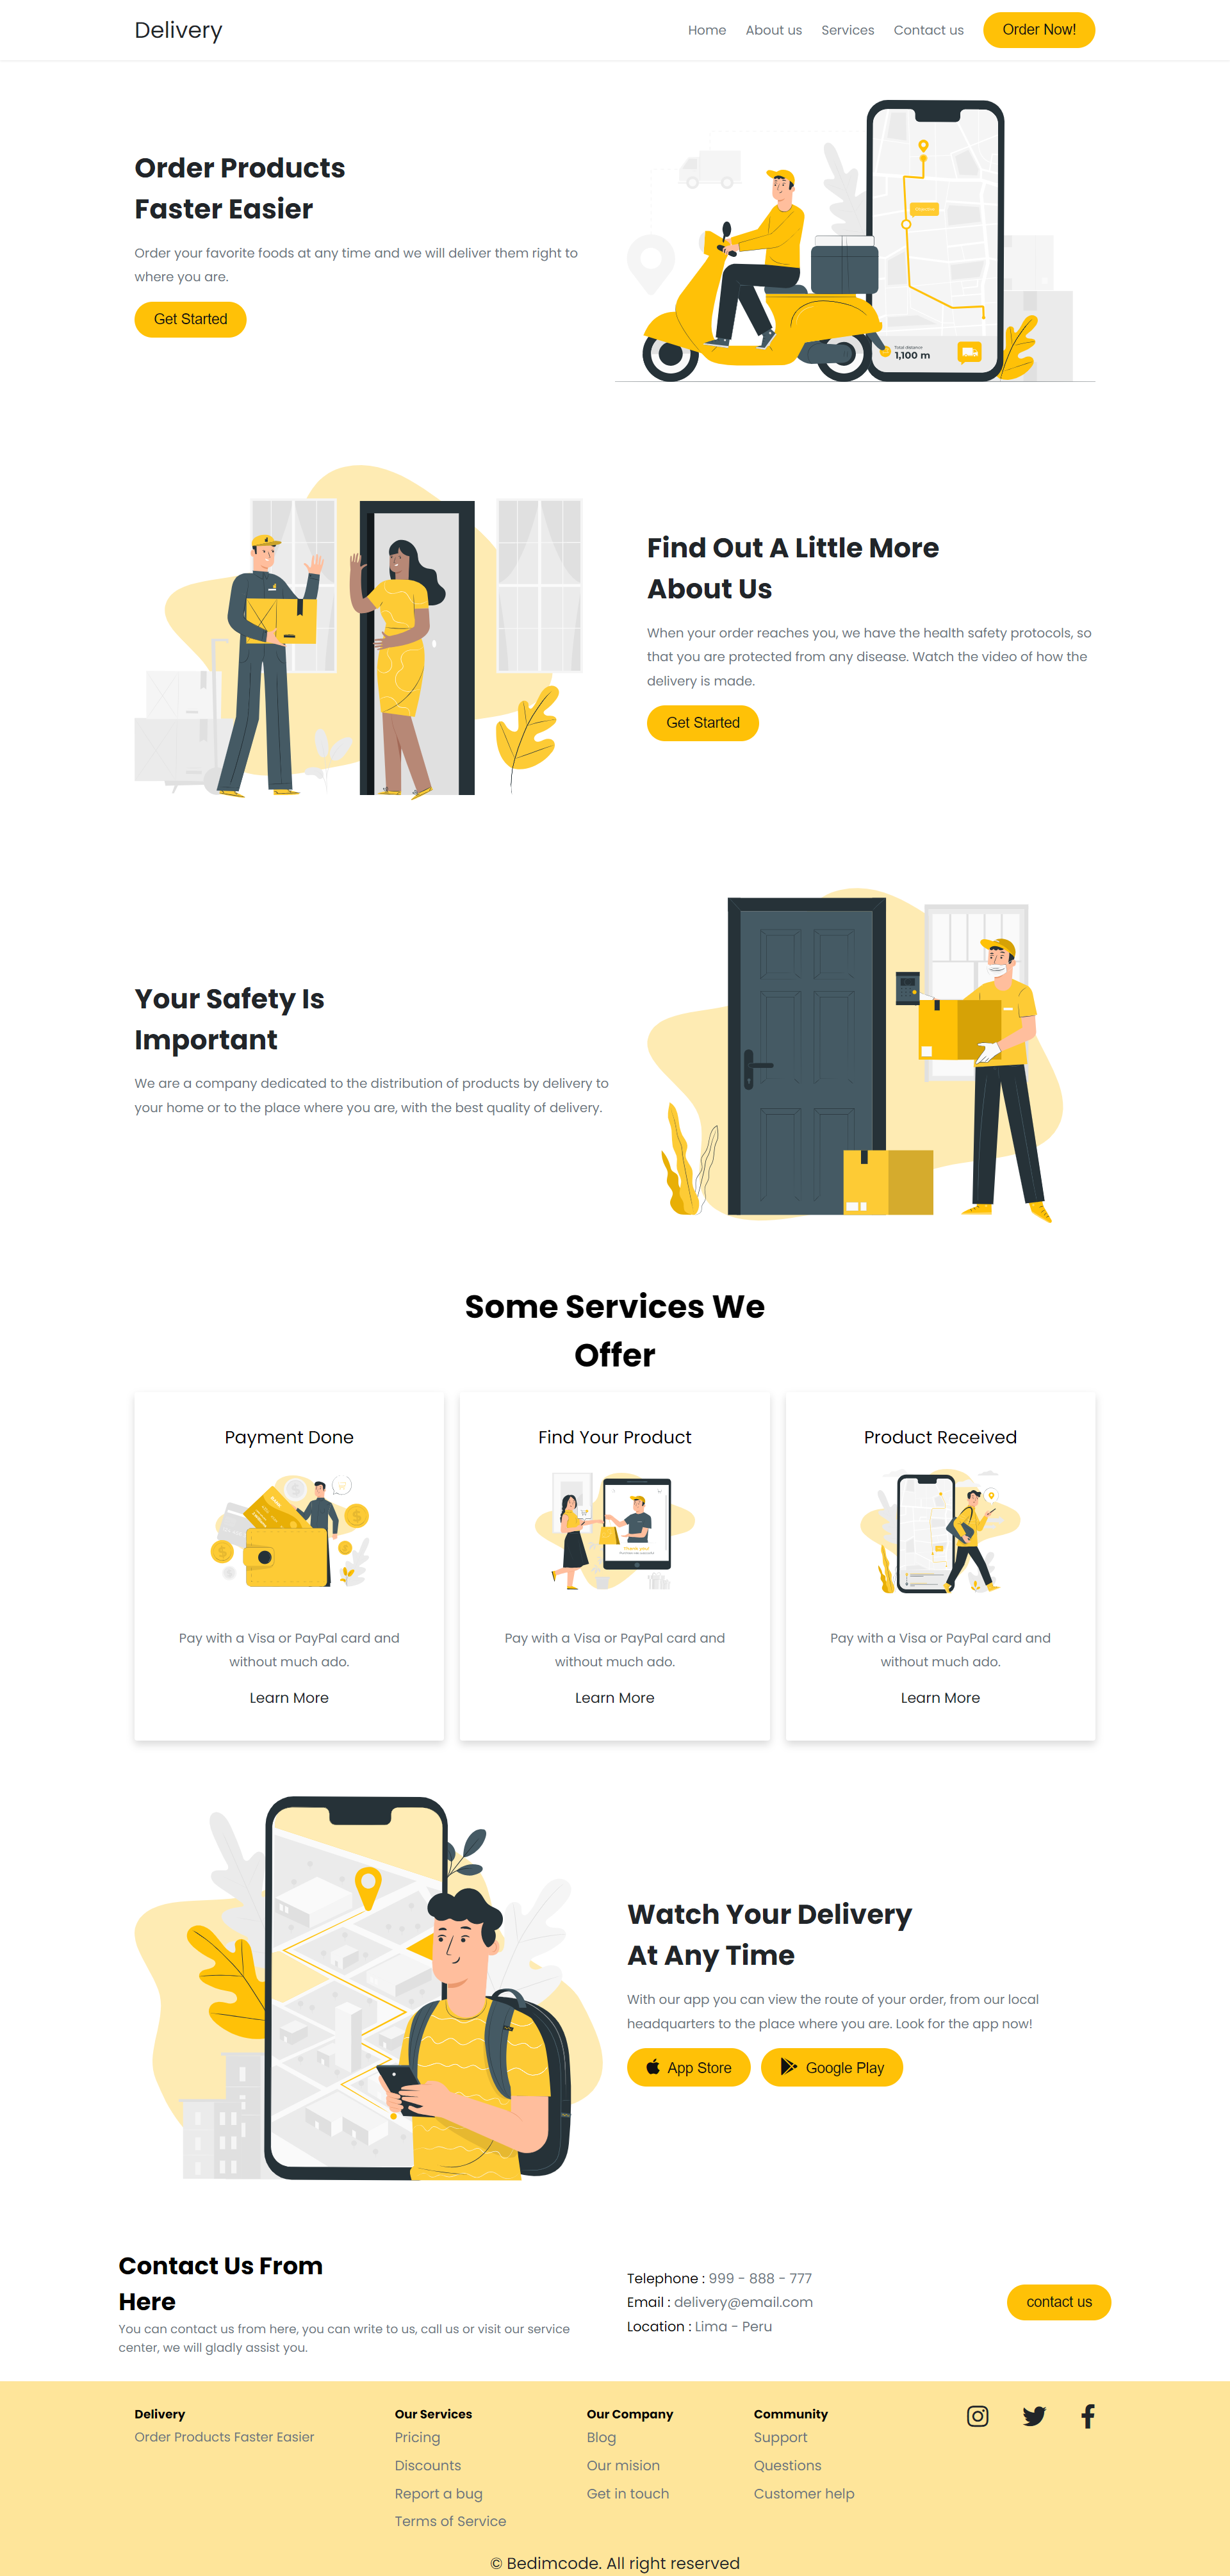 Delivery
Home About us Services Contact us Order Now!
Order Products
Faster Easier
Order your favorite foods at any time and we will deliver them right to
where you are.
Get Started
Total distance
1,100 m
Find Out A Little More
About Us
When your order reaches you, we have the health safety protocols, so
that you are protected from any disease. Watch the video of how the
delivery is made.
Get Started
Your Safety Is
Important
We are a company dedicated to the distribution of products by delivery to
your home or to the place where you are, with the best quality of delivery.
Some Services We
Offer
Payment Done
Pay with a Visa or PayPal card and
without much ado.
Learn More
Find Your Product
Pay with a Visa or PayPal card and
without much ado.
Learn More
Product Received
Pay with a Visa or PayPal card and
without much ado.
Learn More
Watch Your Delivery
At Any Time
With our app you can view the route of your order, from our local
headquarters to the place where you are. Look for the app now!
App Store
Google Play
Contact Us From
Here
You can contact us from here, you can write to us, call us or visit our service
center, we will gladly assist you.
Telephone : 999 - 888 - 777
Email : delivery@email.com
Location : Lima - Peru
contact us
Delivery
Order Products Faster Easier
Our Services
Pricing
Discounts
Report a bug
Terms of Service
Our Company
Blog
Our mision
Get in touch
Community
Support
Questions
Customer help
© Bedimcode. All right reserved